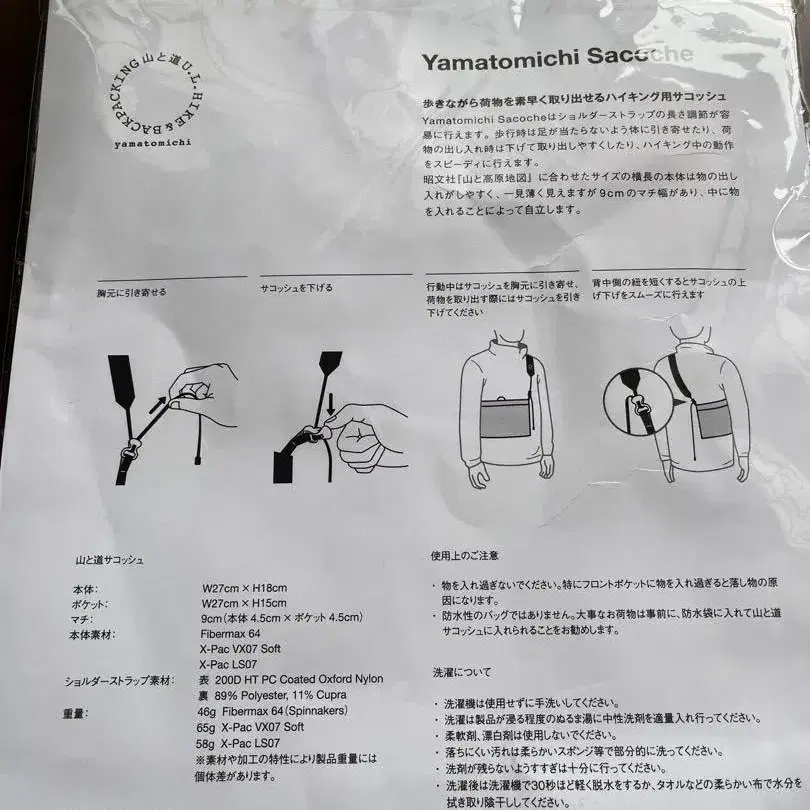 山と道 U.L. HIKE & BACKPACKING
yamatomichi
Yamatomichi Sacoche
歩きながら荷物を素早く取り出せるハイキング用サコッシュ
Yamatomichi Sacocheはショルダーストラップの長さ調節が容
易に行えます。歩行時は足が当たらないよう体に引き寄せたり、荷
物の出し入れ時は下げて取り出しやすくしたり、ハイキング中の動作
をスピーディに行えます。
昭文社『山と高原地図』に合わせたサイズの横長の本体は物の出し
入れがしやすく、一見薄く見えますが9cmのマチ幅があり、中に物
を入れることによって自立します。
胸元に引き寄せる
サコッシュを下げる
行動中はサコッシュを胸元に引き寄せ、
荷物を取り出す際にはサコッシュを引き
下げてください
背中側の紐を短くするとサコッシュの上
げ下げをスムーズに行えます
山と道サコッシュ
本体: W27cm × H18cm
ポケット: W27cm × H15cm
マチ: 9cm(本体 4.5cm × ポケット 4.5cm)
本体素材: Fibermax 64
X-Pac VX07 Soft
X-Pac LS07
ショルダーストラップ素材: 表 200D HT PC Coated Oxford Nylon
裏 89% Polyester, 11% Cupra
重量: 46g Fibermax 64(Spinnakers)
65g X-Pac VX07 Soft
58g X-Pac LS07
※素材や加工の特性により製品重量には
個体差があります。
使用上のご注意
・物を入れ過ぎないでください。特にフロントポケットに物を入れ過ぎると落し物の原
因になります。
・防水性のバッグではありません。大事なお荷物は事前に、防水袋に入れて山と道
サコッシュに入れられることをお勧めします。
洗濯について
・洗濯機は使用せずに手洗いしてください。
・洗濯は製品が浸る程度のぬるま湯に中性洗剤を適量入れ行ってください。
・柔軟剤、漂白剤は使用しないでください。
・落ちにくい汚れは柔らかいスポンジ等で部分的に洗ってください。
・洗剤が残らないようすすぎは十分に行ってください。
・洗濯後は洗濯機で30秒ほど軽く脱水をするか、タオルなどの柔らかい布で水分を
拭き取り陰干ししてください。